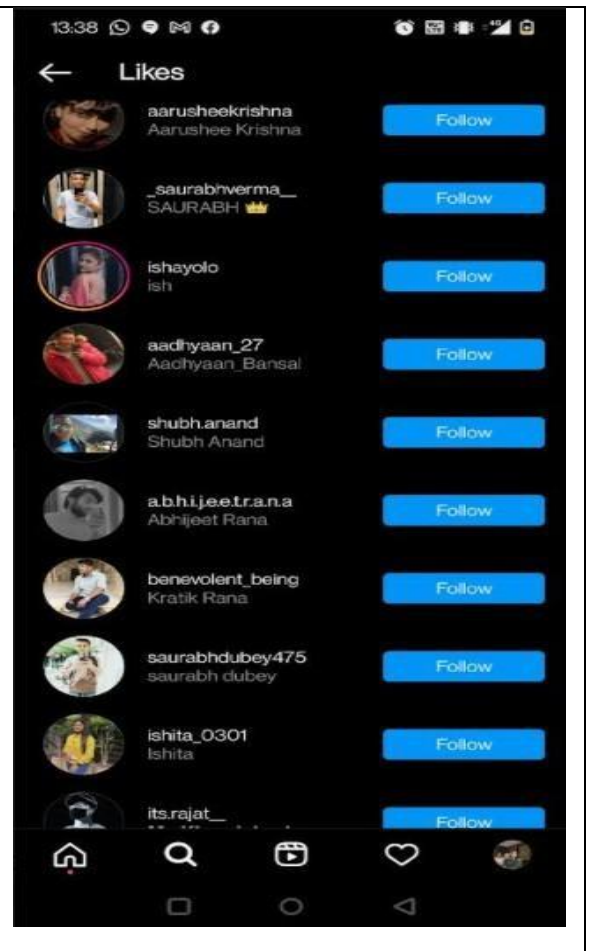 13:38
Likes
aarusheekrishna
Aarushee Krishna
Follow
_saurabhverma__
SAURABH 👑
Follow
ishayolo
ish
Follow
aadhyaan_27
Aadhyaan_Bansal
Follow
shubh.anand
Shubh Anand
Follow
a.b.h.i.j.e.e.t.r.a.n.a
Abhijeet Rana
Follow
benevolent_being
Kratik Rana
Follow
saurabhdubey475
saurabh dubey
Follow
ishita_0301
Ishita
Follow
its.rajat__
Follow